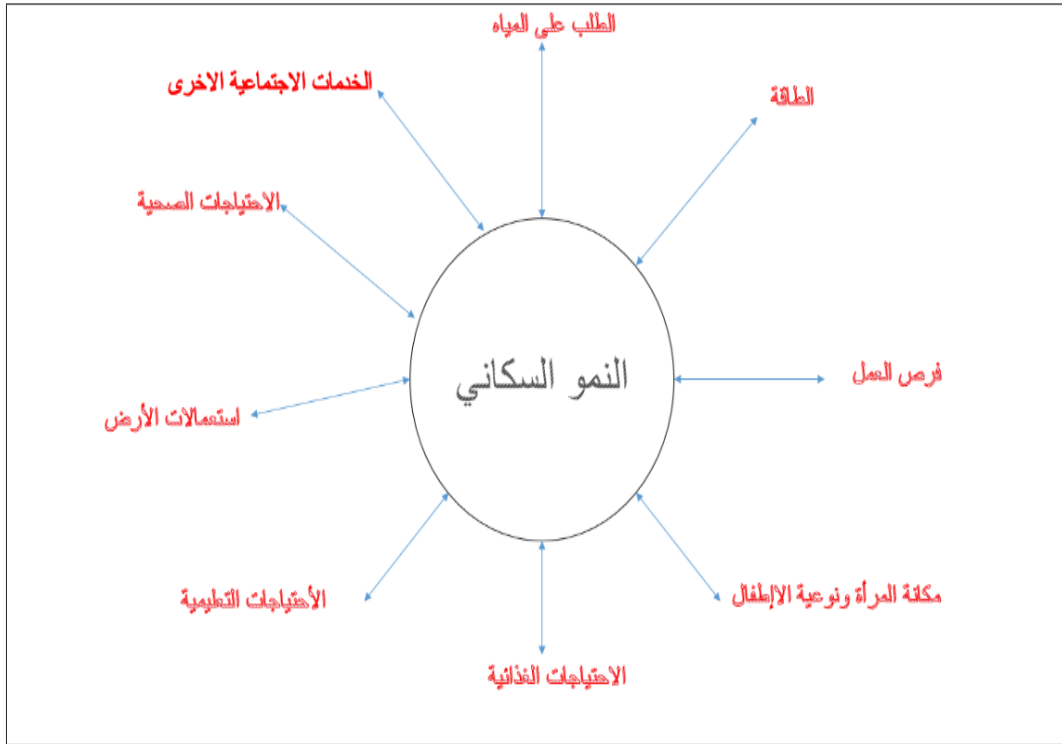 الطلب على المياه
الخدمات الاجتماعية الاخرى
الطاقة
الاحتياجات الصحية
النمو السكاني
فرص العمل
استعمالات الأرض
مكانة المرأة ونوعية الاإطفال
الأحتياجات التعليمية
الاحتياجات الغذائية